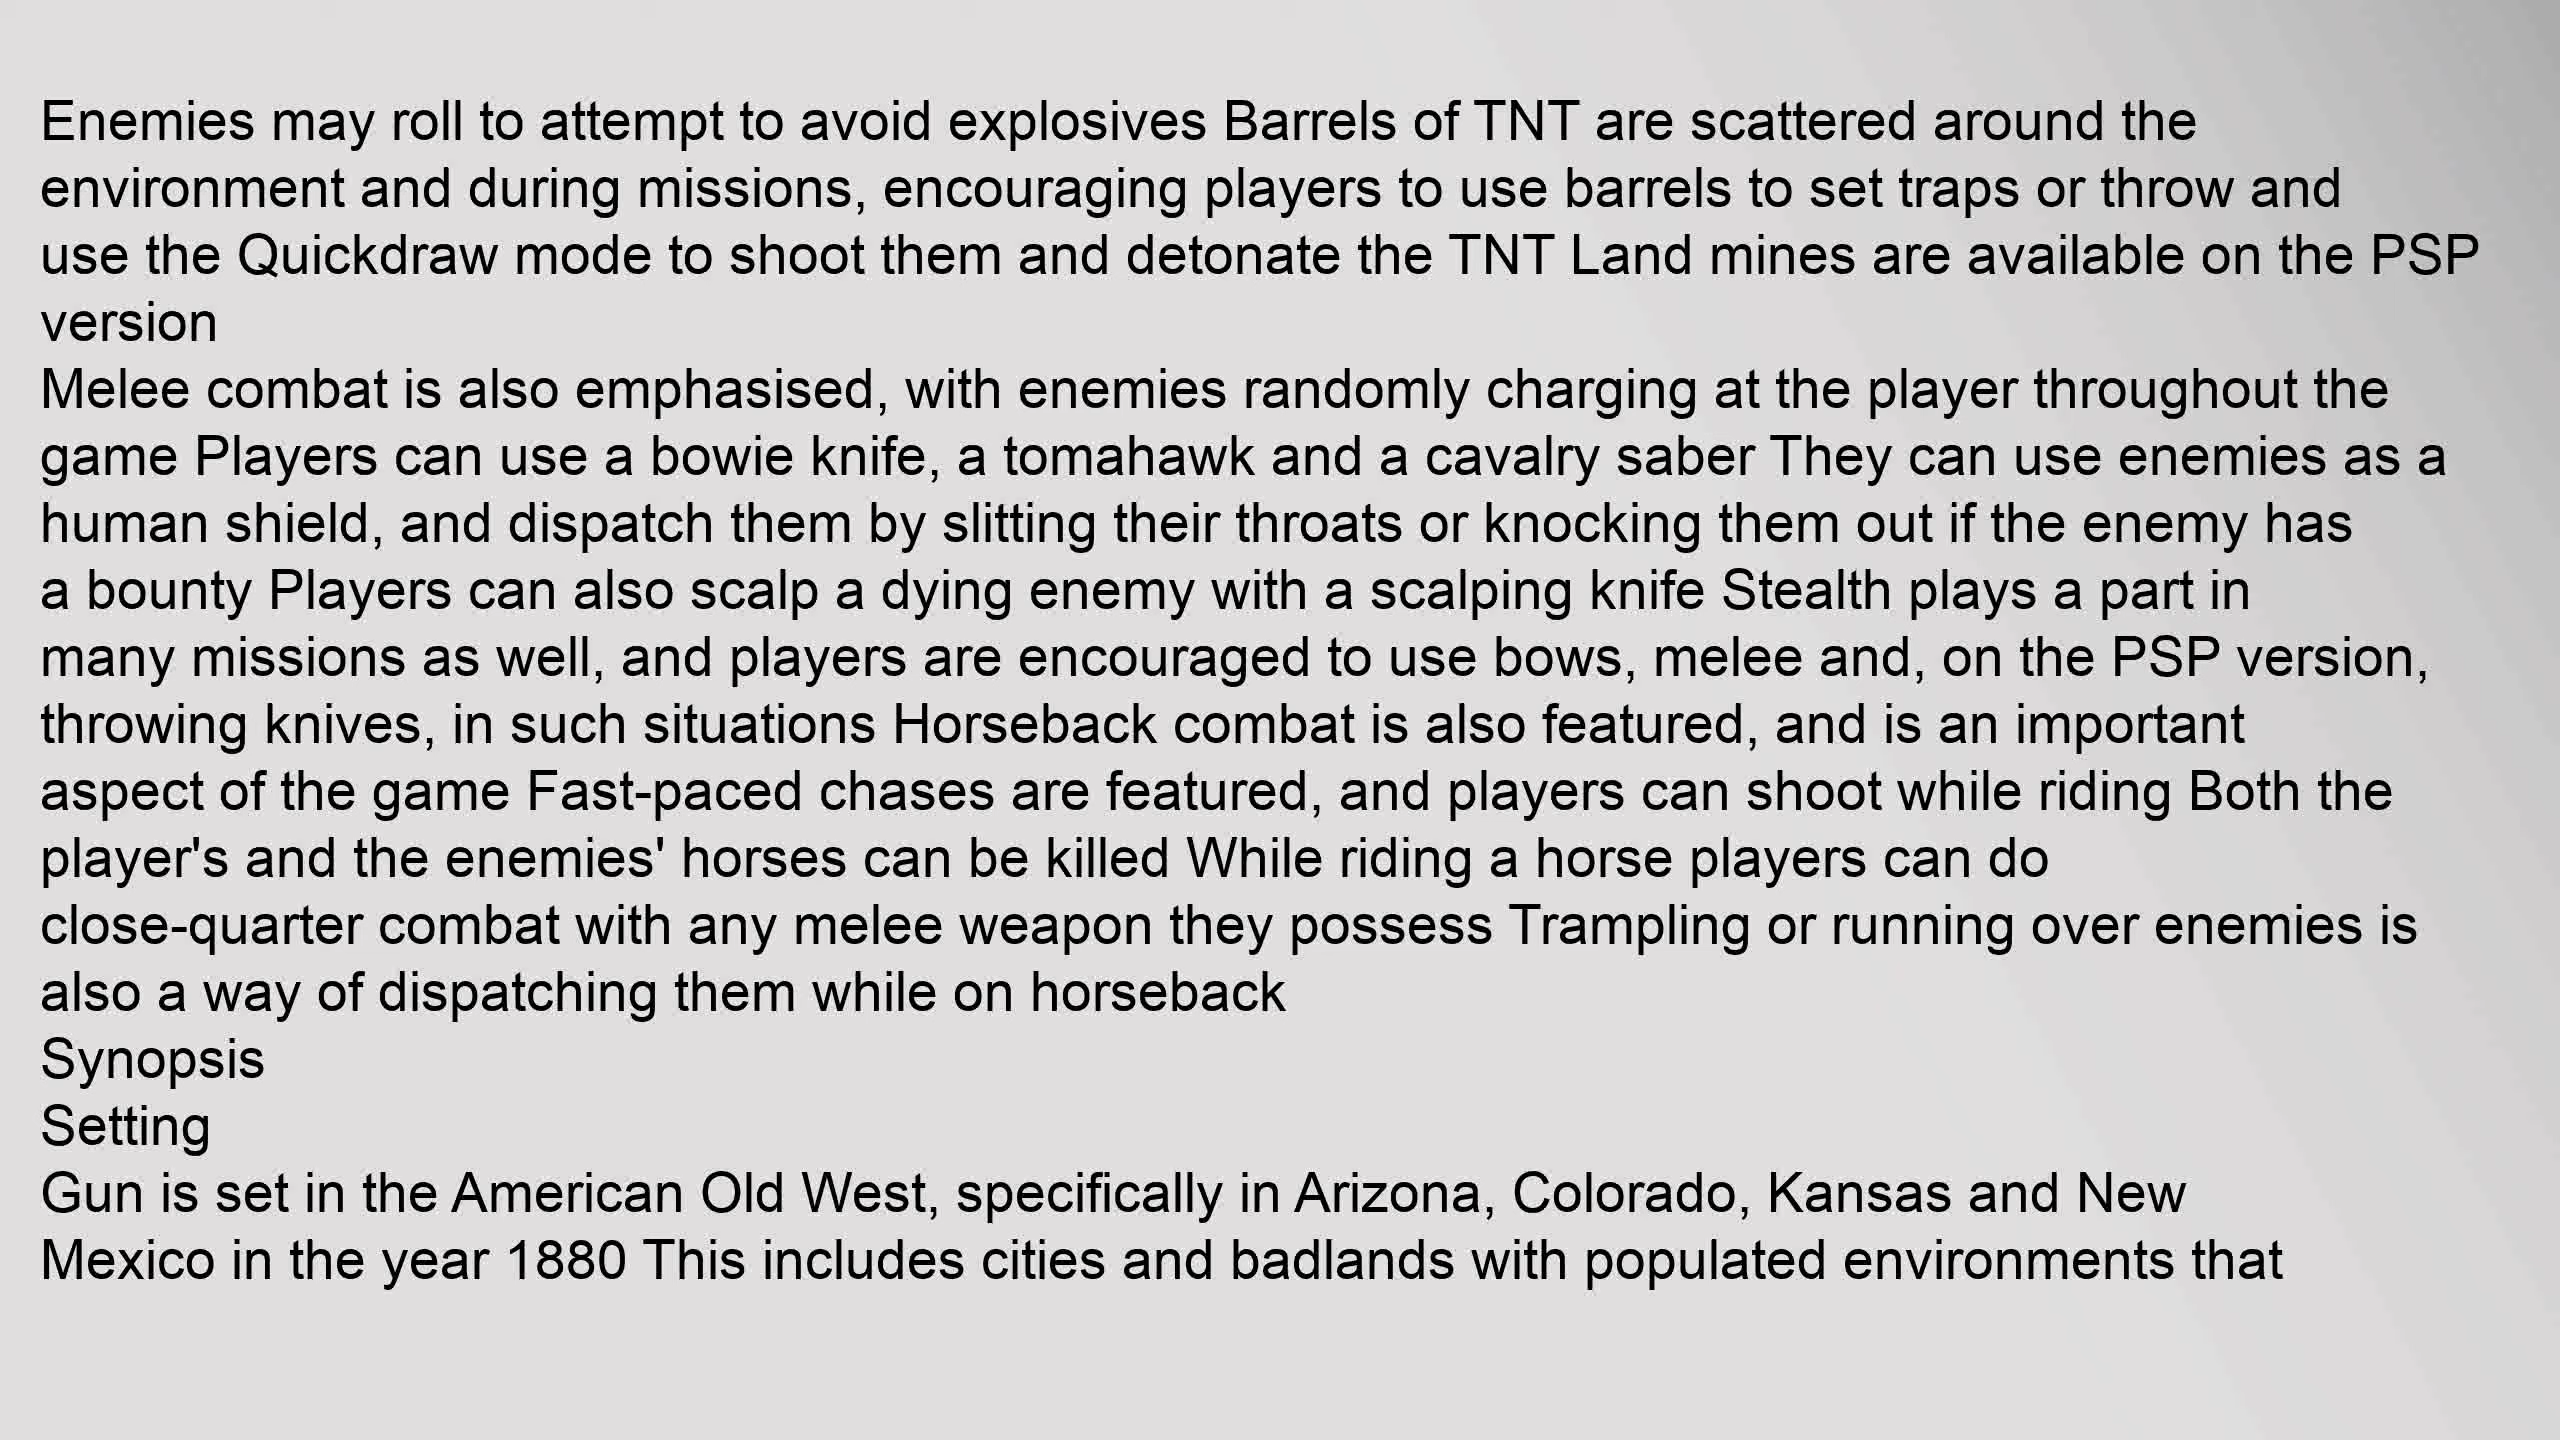 Enemies may roll to attempt to avoid explosives Barrels of TNT are scattered around the
environment and during missions, encouraging players to use barrels to set traps or throw and
use the Quickdraw mode to shoot them and detonate the TNT Land mines are available on the PSP
version
Melee combat is also emphasised, with enemies randomly charging at the player throughout the
game Players can use a bowie knife, a tomahawk and a cavalry saber They can use enemies as a
human shield, and dispatch them by slitting their throats or knocking them out if the enemy has
a bounty Players can also scalp a dying enemy with a scalping knife Stealth plays a part in
many missions as well, and players are encouraged to use bows, melee and, on the PSP version,
throwing knives, in such situations Horseback combat is also featured, and is an important
aspect of the game Fast-paced chases are featured, and players can shoot while riding Both the
player's and the enemies' horses can be killed While riding a horse players can do
close-quarter combat with any melee weapon they possess Trampling or running over enemies is
also a way of dispatching them while on horseback
Synopsis
Setting
Gun is set in the American Old West, specifically in Arizona, Colorado, Kansas and New
Mexico in the year 1880 This includes cities and badlands with populated environments that